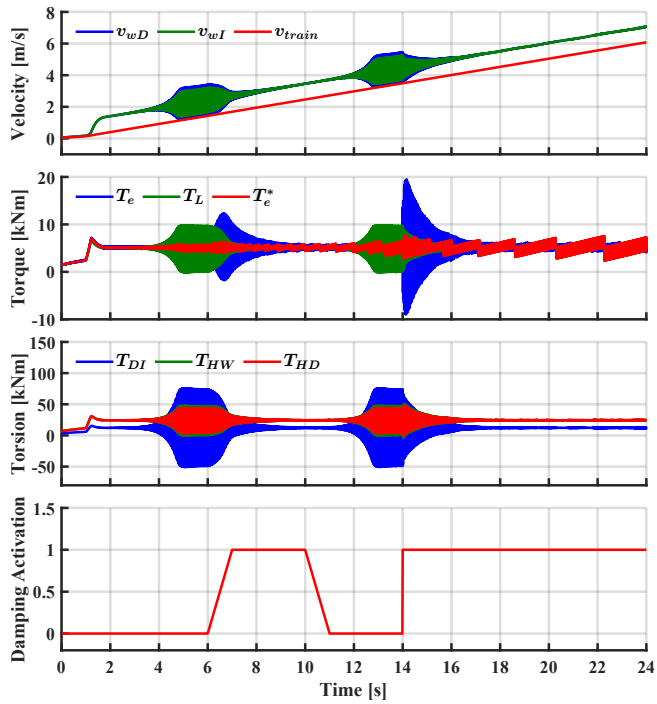 v_wD v_wI v_train
Velocity [m/s]
8
6
4
2
0
T_e T_L T_e^*
Torque [kNm]
20
10
0
-10
T_DI T_HW T_HD
Torsion [kNm]
150
100
50
0
-50
Damping Activation
1.5
1
0.5
0
0 2 4 6 8 10 12 14 16 18 20 22 24
Time [s]